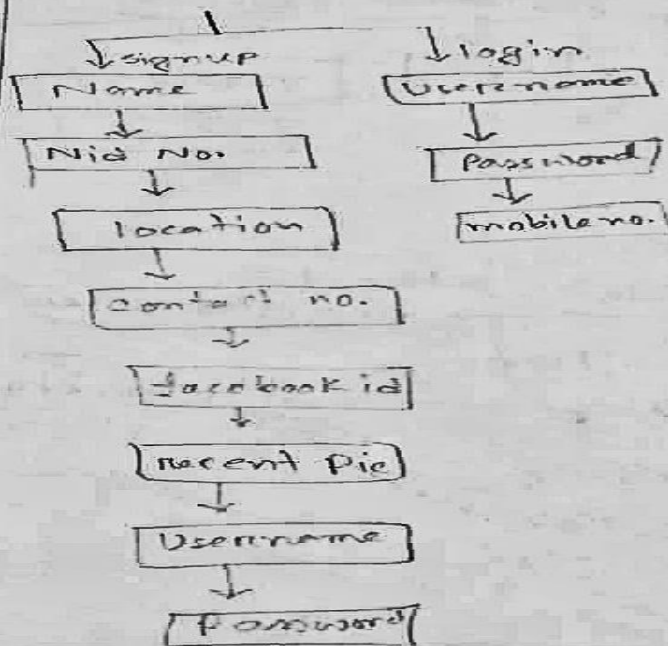 signup
Name
Nid No.
location
contact no.
facebook id
Recent Pic
Username
Password
login
Username
Password
mobile no.